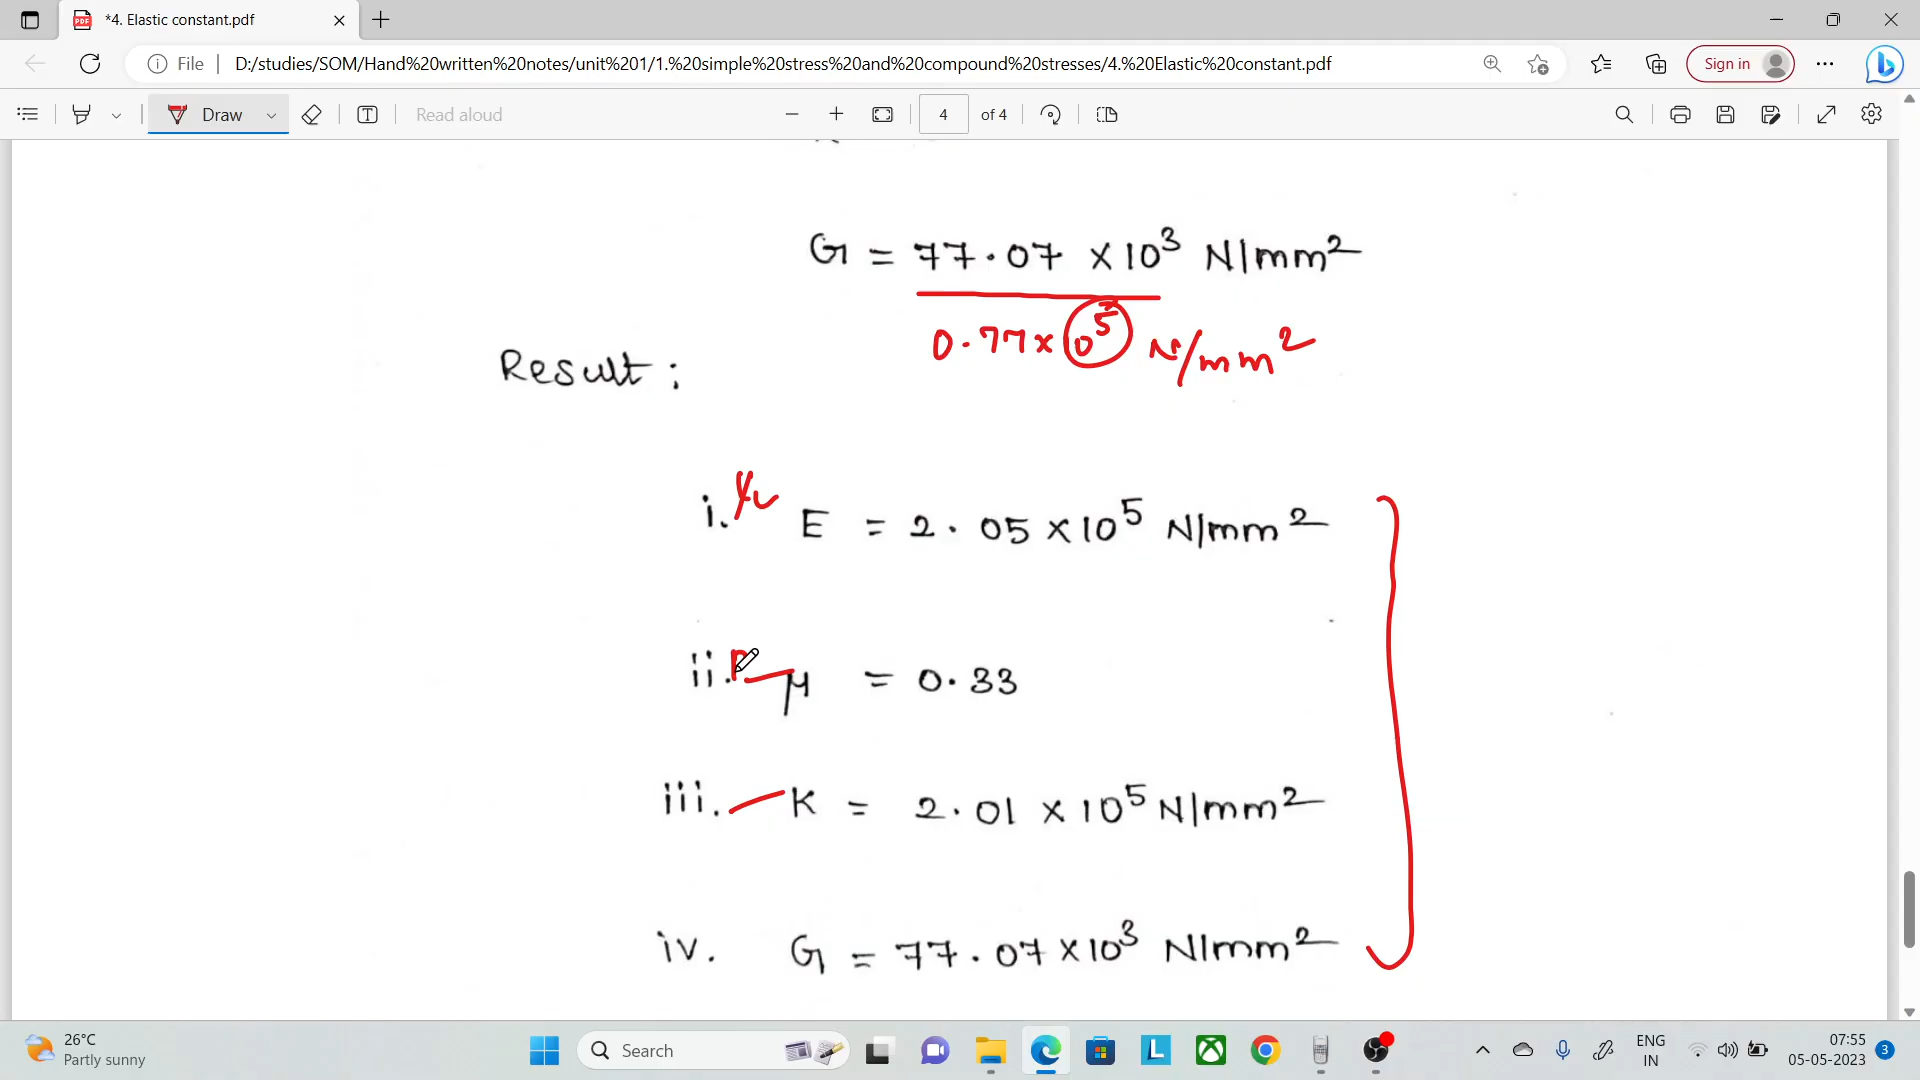 *4. Elastic constant.pdf
File D:/studies/SOM/Hand%20written%20notes/unit%201/1.%20simple%20stress%20and%20compound%20stresses/4.%20Elastic%20constant.pdf
Sign in
Draw
Read aloud
4 of 4
G = 77.07 ×10³ N/mm²
0.77×10⁵ N/mm²
Result :
i. E = 2.05×10⁵ N/mm²
ii. μ = 0.33
iii. K = 2.01 ×10⁵ N/mm²
iv. G = 77.07×10³ N/mm²
26°C
Partly sunny
Search
ENG
IN
07:55
05-05-2023
3